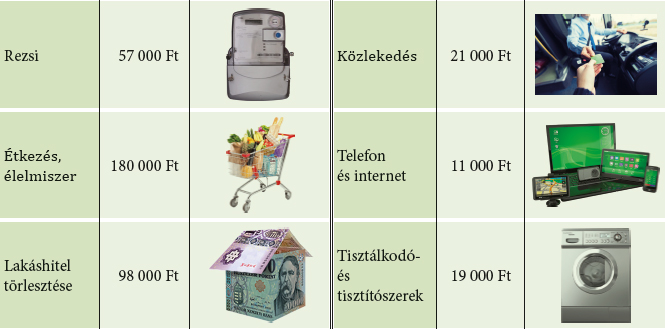 Rezsi 57 000 Ft
Közlekedés 21 000 Ft
Étkezés,
élelmiszer
180 000 Ft
Telefon
és internet
11 000 Ft
Lakáshitel
törlesztése
98 000 Ft
Tisztálkodó-
és
tisztítószerek
19 000 Ft